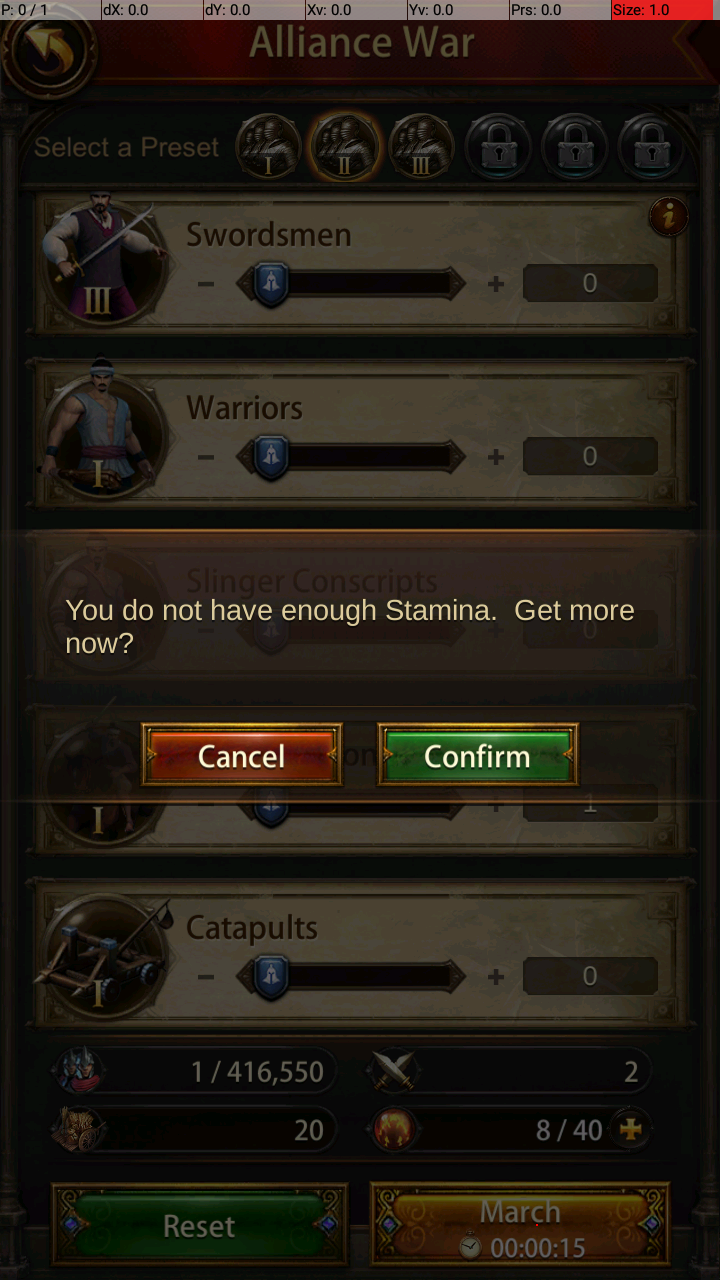 P: 0 / 1 dX: 0.0 dY: 0.0 Xv: 0.0 Yv: 0.0 Prs: 0.0 Size: 1.0
Alliance War
Select a Preset I II III
Swordsmen
III 0
Warriors
I 0
Slinger Conscripts
0
You do not have enough Stamina.  Get more
now?
Cancel Confirm
I 1
Catapults
I 0
1 / 416,550 2
20 8 / 40
Reset March
00:00:15